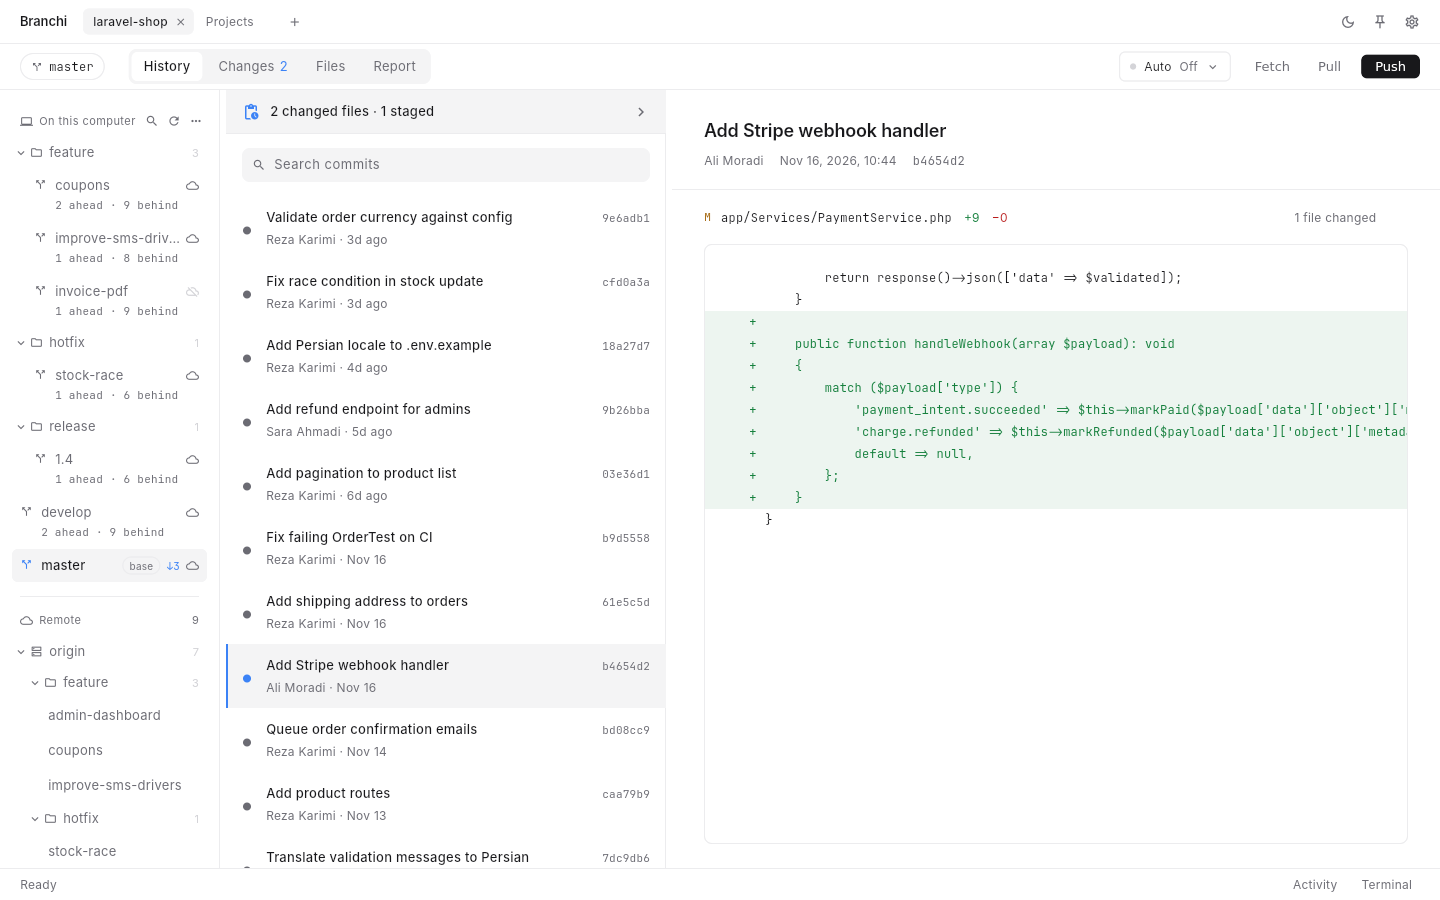 Branchi
laravel-shop
Projects
master
History
Changes 2
Files
Report
Auto Off
Fetch
Pull
Push
On this computer
feature 3
coupons
2 ahead · 9 behind
improve-sms-driv…
1 ahead · 8 behind
invoice-pdf
1 ahead · 9 behind
hotfix 1
stock-race
1 ahead · 6 behind
release 1
1.4
1 ahead · 6 behind
develop
2 ahead · 9 behind
master base ↓3
Remote 9
origin 7
feature 3
admin-dashboard
coupons
improve-sms-drivers
hotfix 1
stock-race
2 changed files · 1 staged
Search commits
Validate order currency against config 9e6adb1
Reza Karimi · 3d ago
Fix race condition in stock update cfd0a3a
Reza Karimi · 3d ago
Add Persian locale to .env.example 18a27d7
Reza Karimi · 4d ago
Add refund endpoint for admins 9b26bba
Sara Ahmadi · 5d ago
Add pagination to product list 03e36d1
Reza Karimi · 6d ago
Fix failing OrderTest on CI b9d5558
Reza Karimi · Nov 16
Add shipping address to orders 61e5c5d
Reza Karimi · Nov 16
Add Stripe webhook handler b4654d2
Ali Moradi · Nov 16
Queue order confirmation emails bd08cc9
Reza Karimi · Nov 14
Add product routes caa79b9
Reza Karimi · Nov 13
Translate validation messages to Persian 7dc9db6
Add Stripe webhook handler
Ali Moradi Nov 16, 2026, 10:44 b4654d2
M app/Services/PaymentService.php +9 −0 1 file changed
return response()->json(['data' => $validated]);
}
+
+ public function handleWebhook(array $payload): void
+ {
+ match ($payload['type']) {
+ 'payment_intent.succeeded' => $this->markPaid($payload['data']['object']['
+ 'charge.refunded' => $this->markRefunded($payload['data']['object']['metad
+ default => null,
+ };
+ }
}
Ready
Activity
Terminal